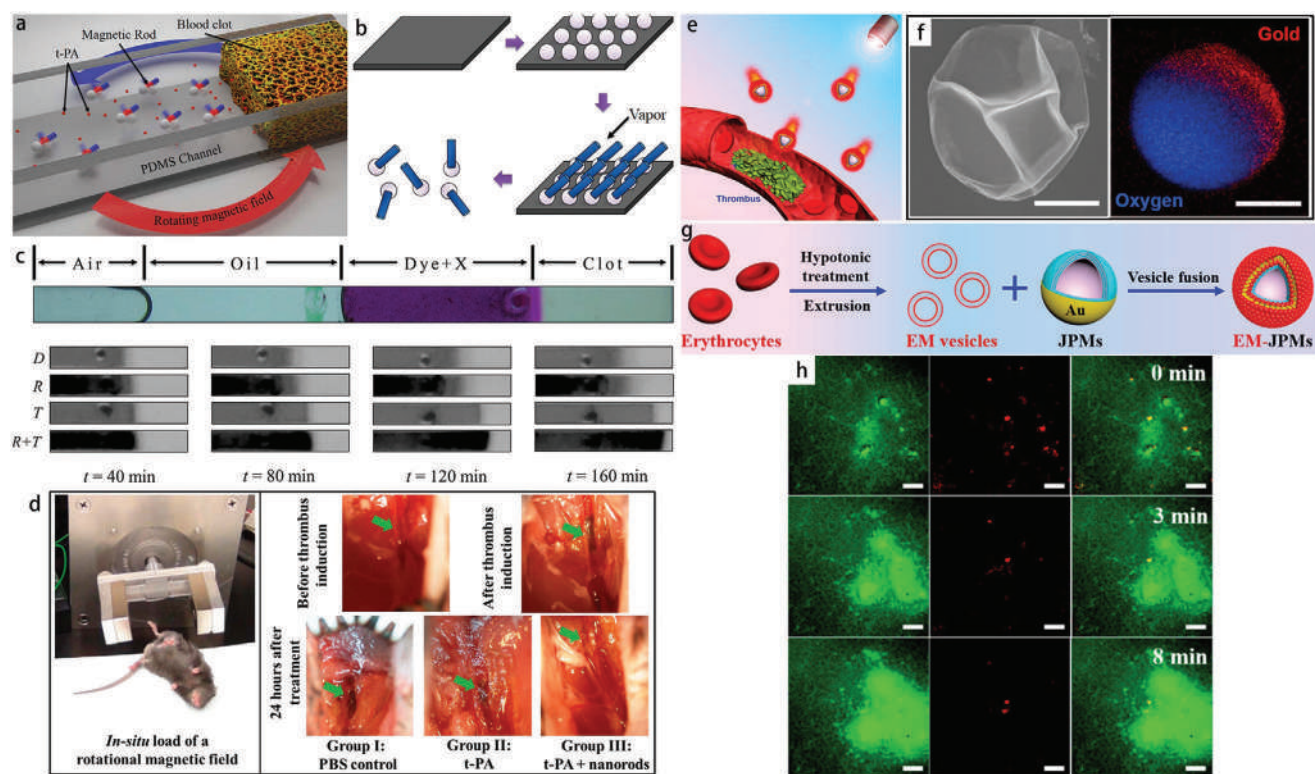 a
Blood clot
Magnetic Rod
t-PA
PDMS Channel
Rotating magnetic field
b
Vapor
c
Air
Oil
Dye+X
Clot
D
R
T
R+T
t = 40 min
t = 80 min
t = 120 min
t = 160 min
d
In-situ load of a
rotational magnetic field
Before thrombus
induction
After thrombus
induction
24 hours after
treatment
Group I:
PBS control
Group II:
t-PA
Group III:
t-PA + nanorods
e
Thrombus
f
Gold
Oxygen
g
Hypotonic
treatment
Extrusion
Vesicle fusion
Au
Erythrocytes
EM vesicles
JPMs
EM-JPMs
h
0 min
3 min
8 min